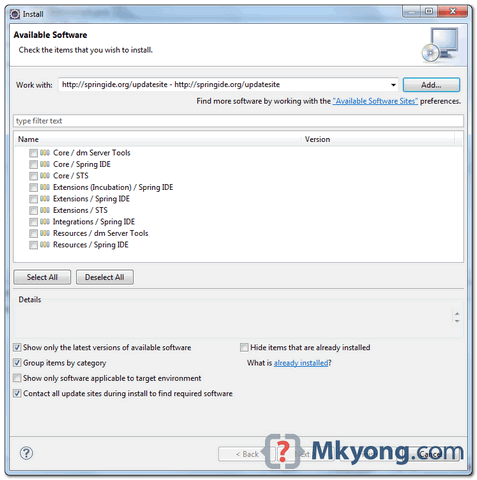 Install
Available Software
Check the items that you wish to install.
Work with: http://springide.org/updatesite - http://springide.org/updatesite Add...
Find more software by working with the "Available Software Sites" preferences.
type filter text
Name Version
Core / dm Server Tools
Core / Spring IDE
Core / STS
Extensions (Incubation) / Spring IDE
Extensions / Spring IDE
Extensions / STS
Integrations / Spring IDE
Resources / dm Server Tools
Resources / Spring IDE
Select All Deselect All
Details
Show only the latest versions of available software Hide items that are already installed
Group items by category What is already installed?
Show only software applicable to target environment
Contact all update sites during install to find required software
? < Back Cancel
Mkyong.com